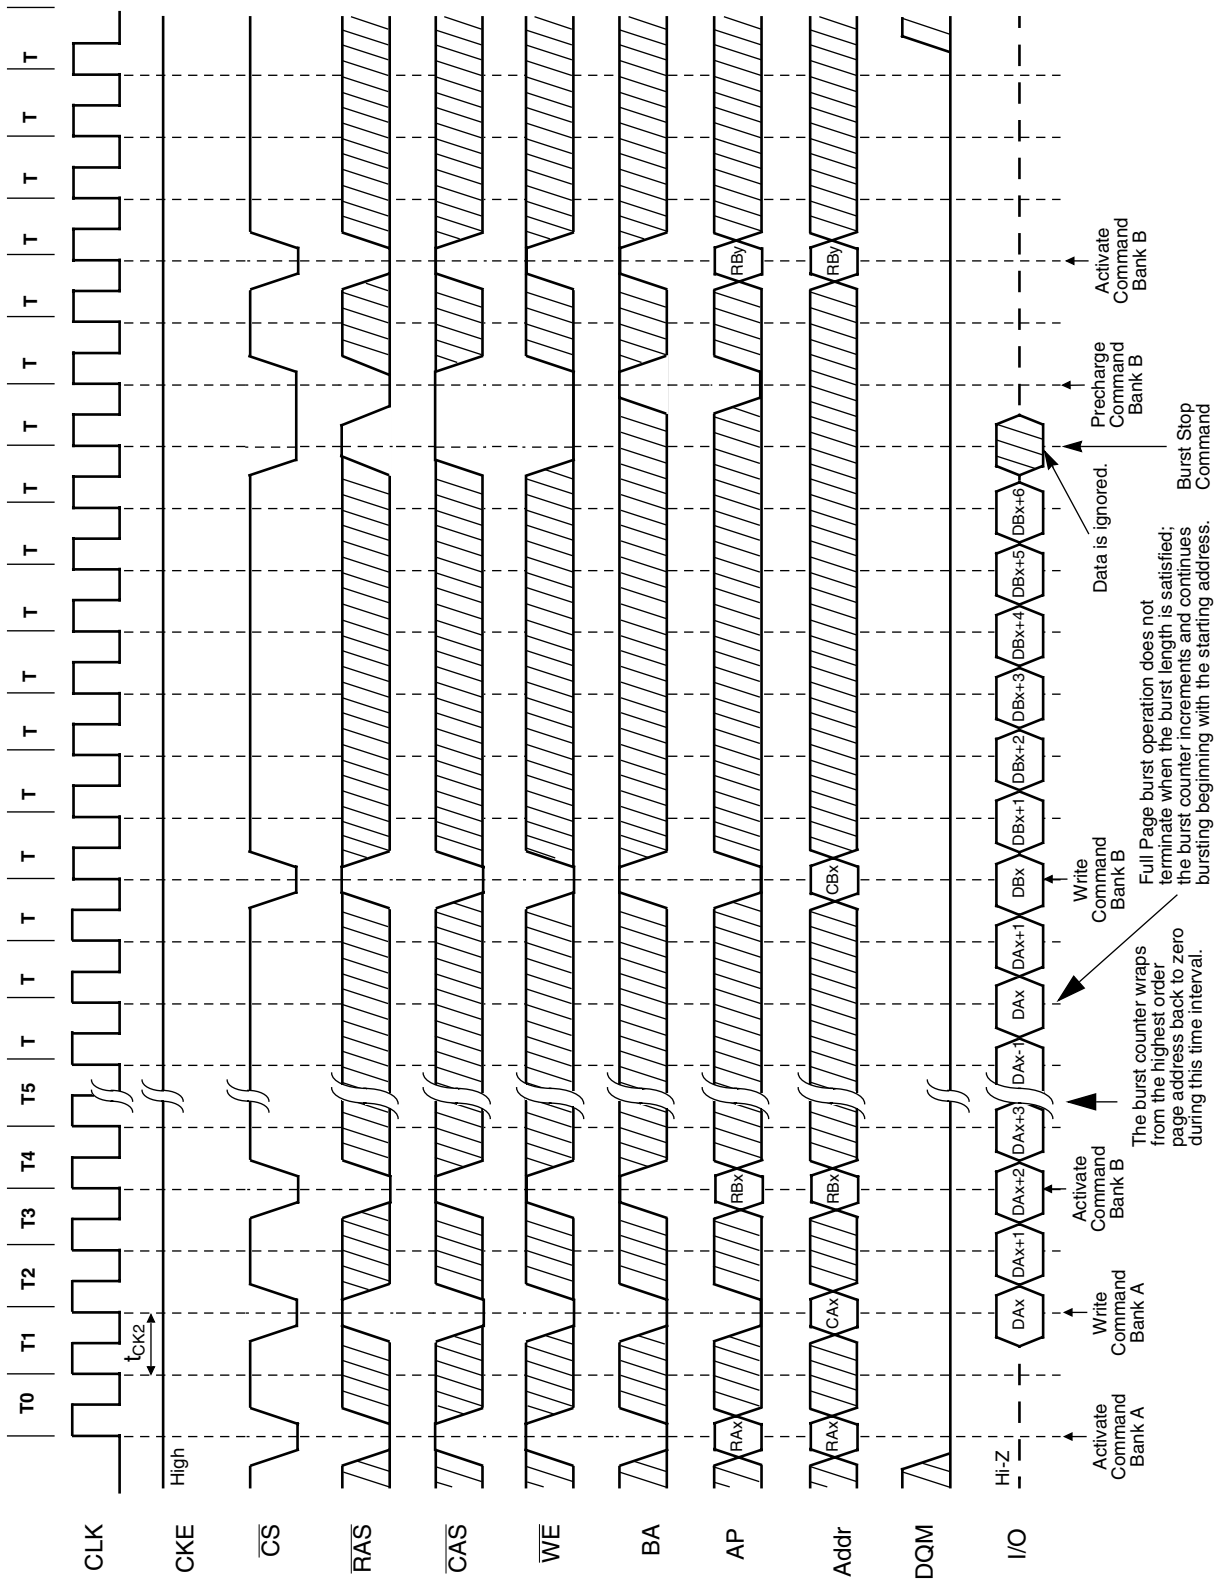 T0 T1 T2 T3 T4 T5 T T T T T T T T T T T T T T T T T
CLK
tCK2
CKE
High
CS
RAS
CAS
WE
BA
AP
RAx RBx RBy
Addr
RAx CAx RBx CBx RBy
DQM
I/O
Hi-Z
DAx DAx+1 DAx+2 DAx+3 DAx-1 DAx DAx+1 DBx DBx+1 DBx+2 DBx+3 DBx+4 DBx+5 DBx+6
Activate
Command
Bank A
Write
Command
Bank A
Activate
Command
Bank B
The burst counter wraps
from the highest order
page address back to zero
during this time interval.
Write
Command
Bank B
Full Page burst operation does not
terminate when the burst length is satisfied;
the burst counter increments and continues
bursting beginning with the starting address.
Data is ignored.
Burst Stop
Command
Precharge
Command
Bank B
Activate
Command
Bank B